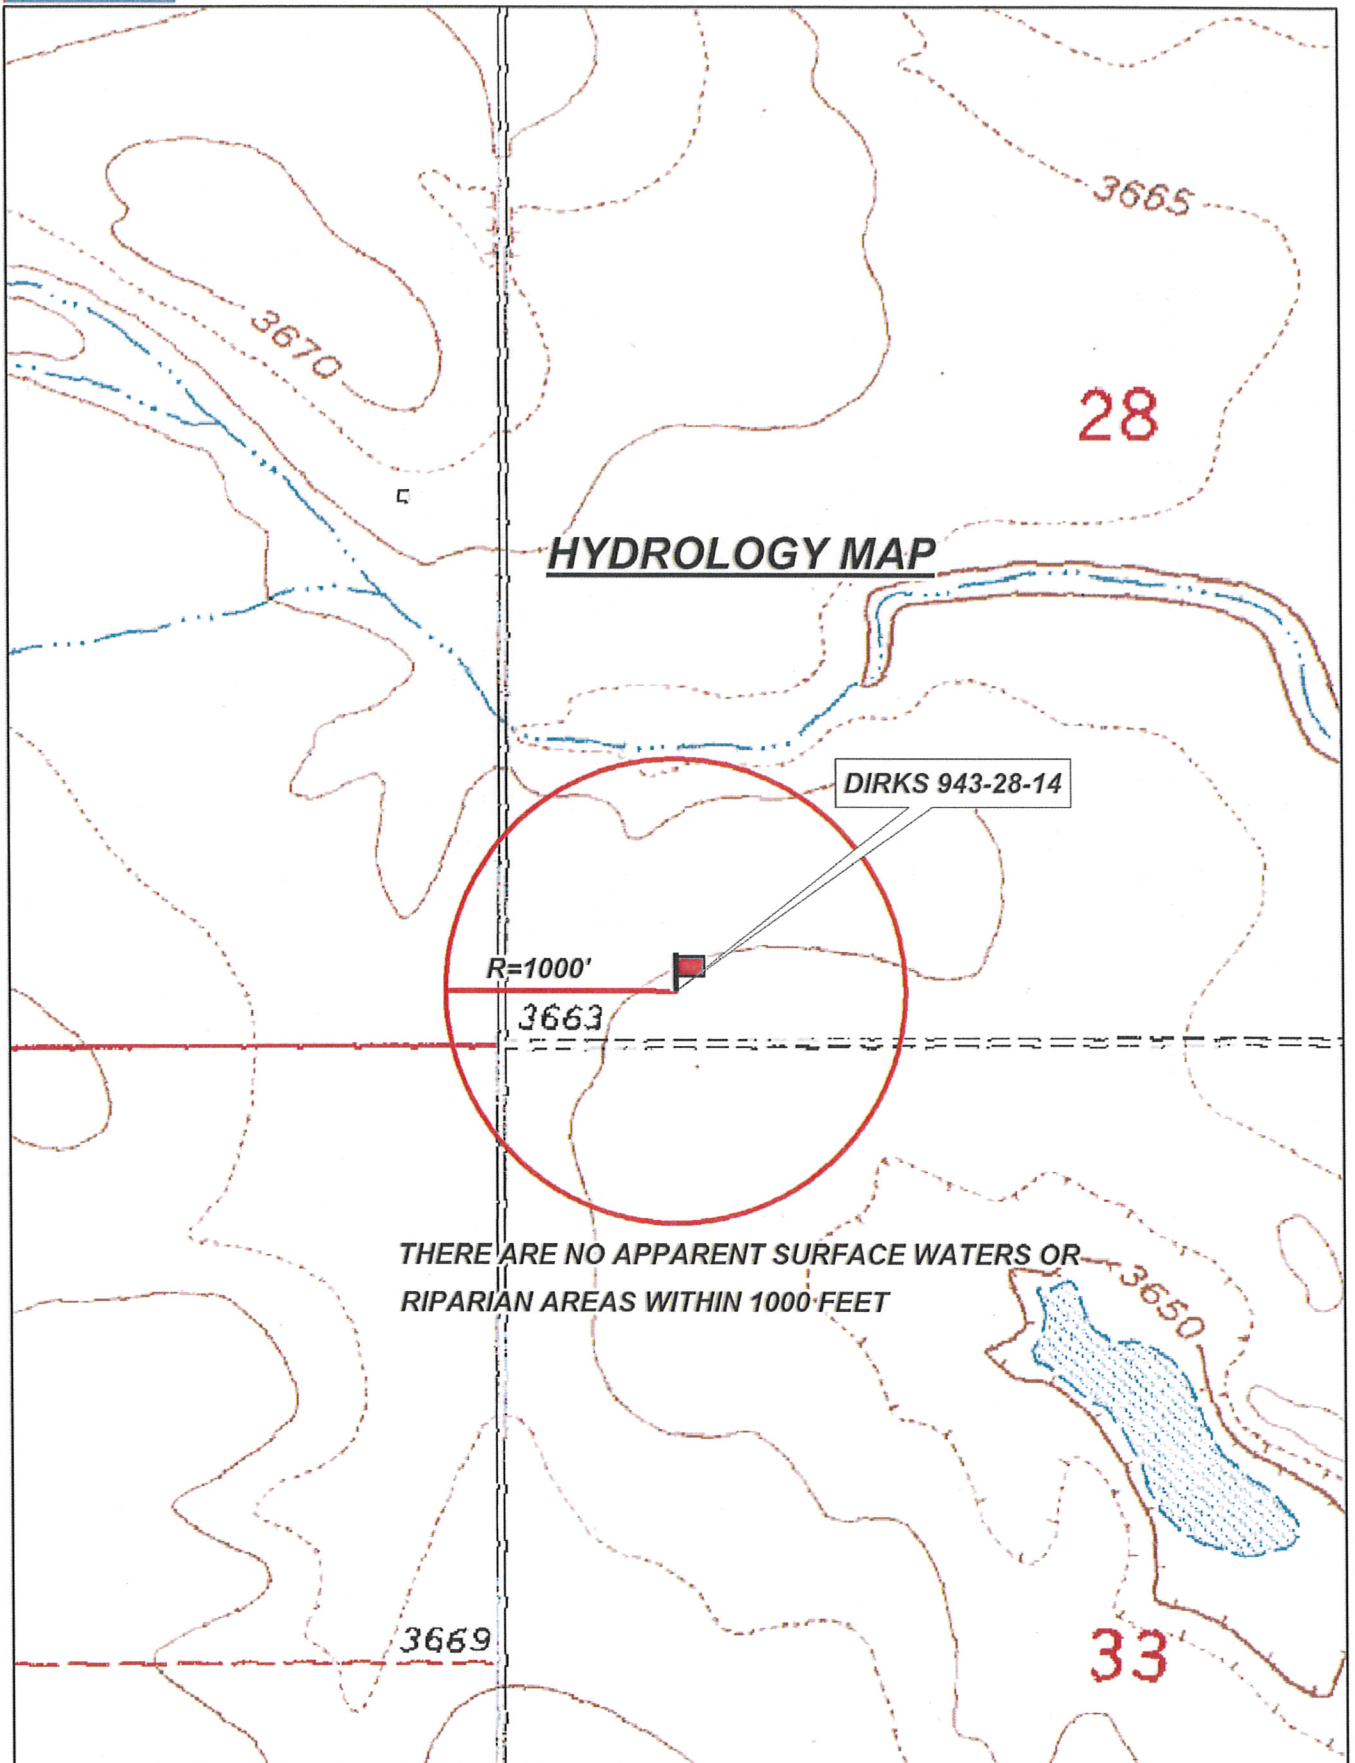 3665
3670
28
HYDROLOGY MAP
DIRKS 943-28-14
R=1000'
3663
THERE ARE NO APPARENT SURFACE WATERS OR
RIPARIAN AREAS WITHIN 1000 FEET
3650
3669
33